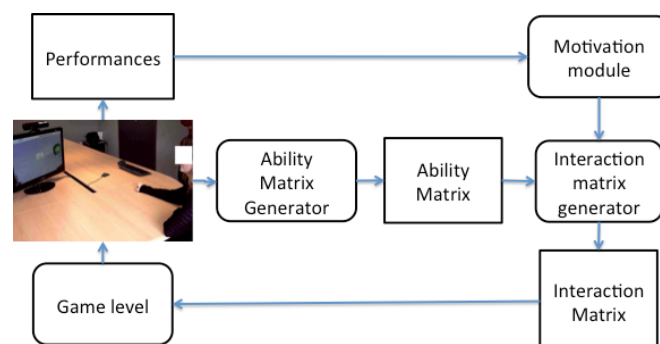 Performances
Motivation
module
Ability
Matrix
Generator
Ability
Matrix
Interaction
matrix
generator
Game level
Interaction
Matrix